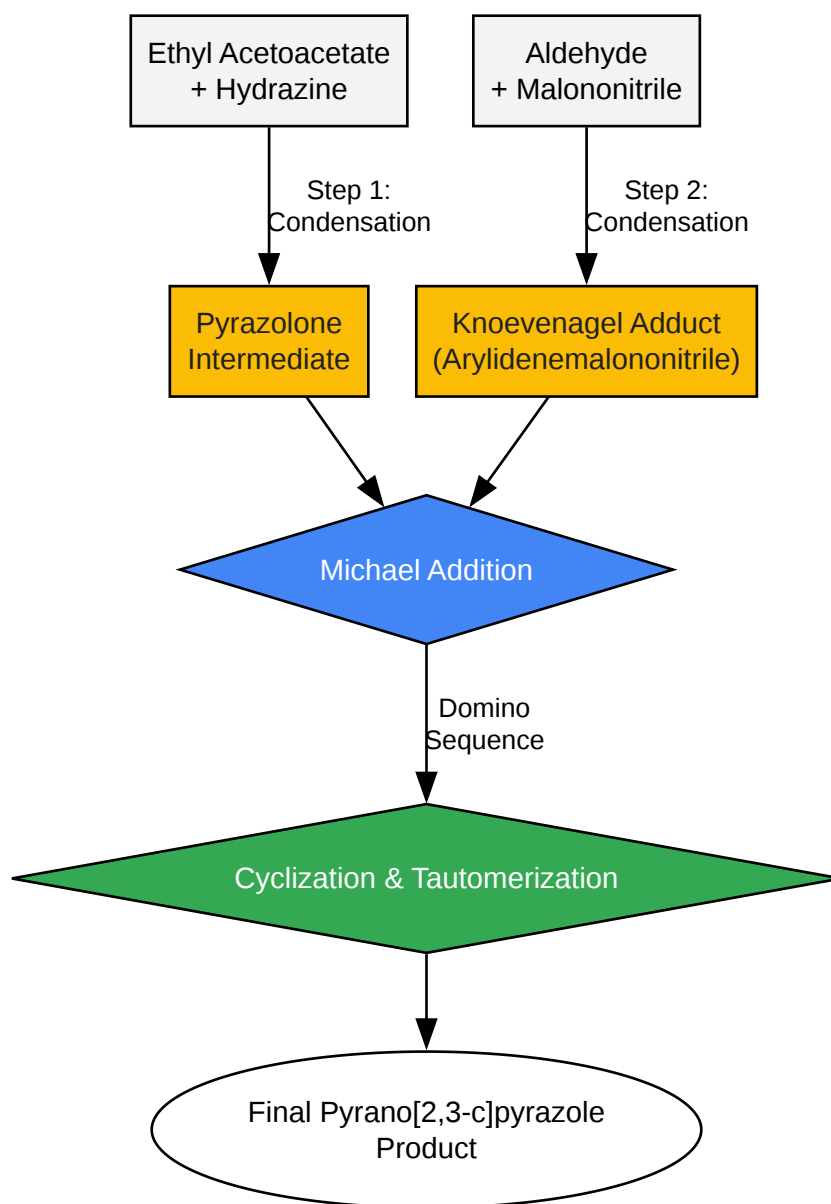 Ethyl Acetoacetate
+ Hydrazine
Aldehyde
+ Malononitrile
Step 1:
Condensation
Step 2:
Condensation
Pyrazolone
Intermediate
Knoevenagel Adduct
(Arylidenemalononitrile)
Michael Addition
Domino
Sequence
Cyclization & Tautomerization
Final Pyrano[2,3-c]pyrazole
Product